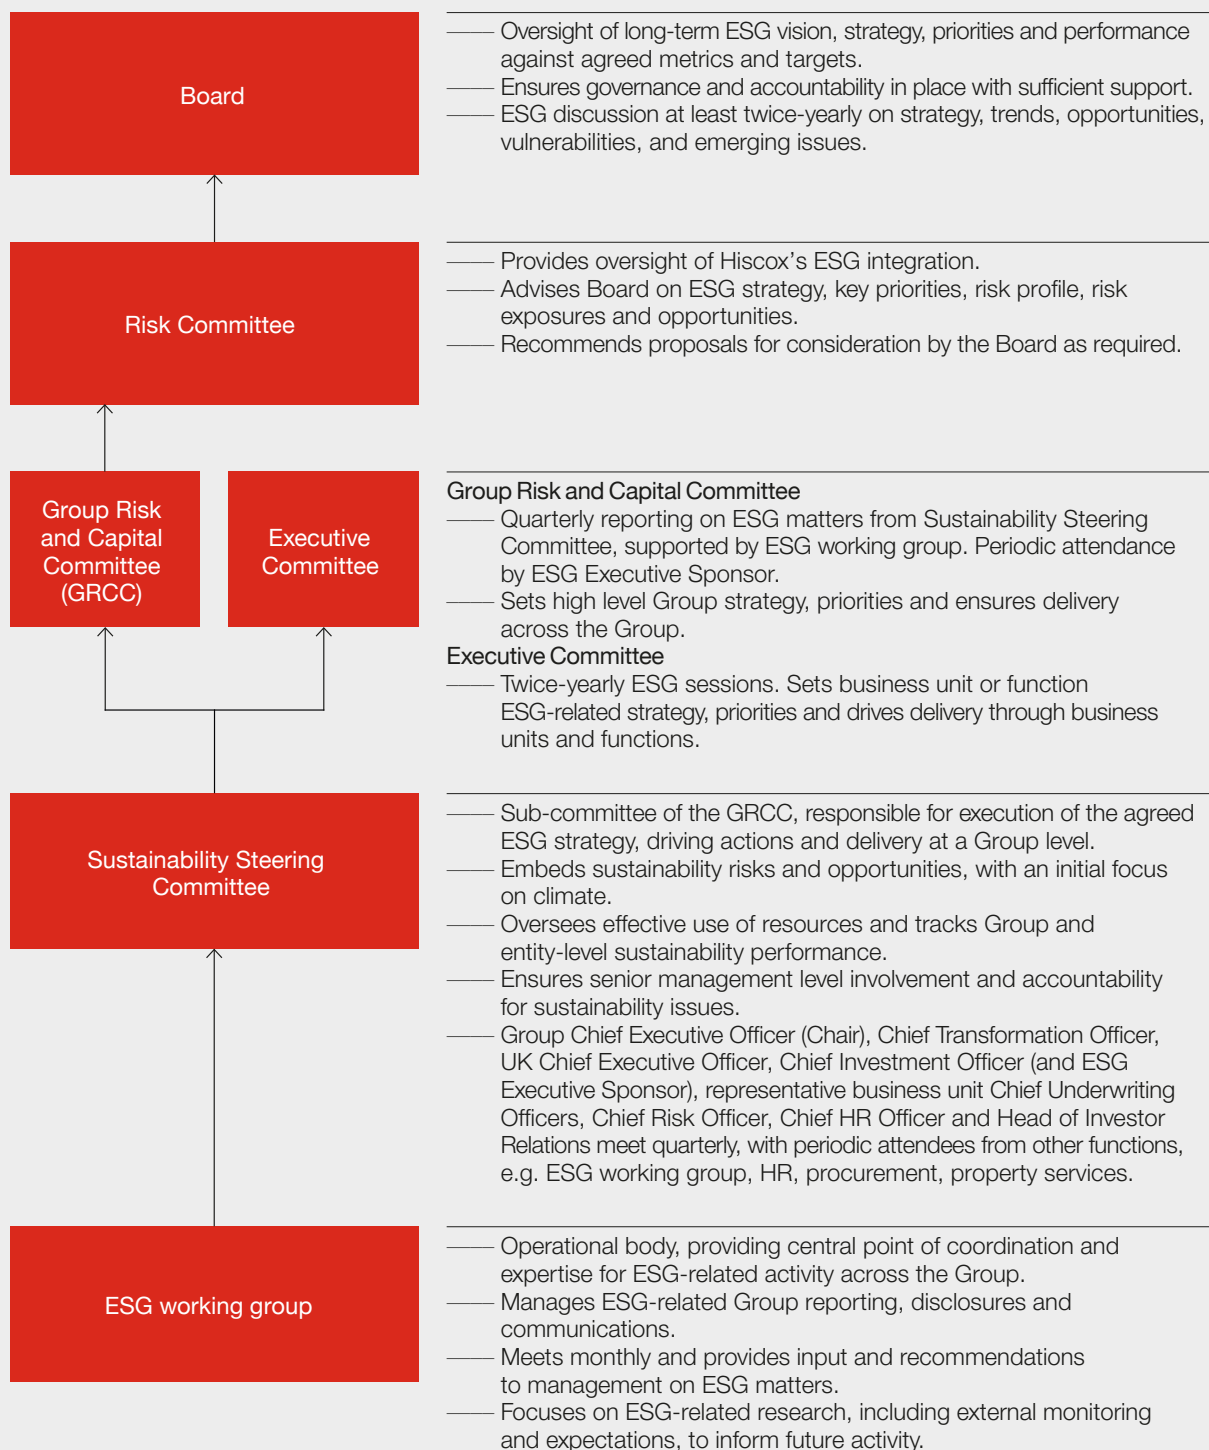 Board
—— Oversight of long-term ESG vision, strategy, priorities and performance
against agreed metrics and targets.
—— Ensures governance and accountability in place with sufficient support.
—— ESG discussion at least twice-yearly on strategy, trends, opportunities,
vulnerabilities, and emerging issues.
Risk Committee
—— Provides oversight of Hiscox’s ESG integration.
—— Advises Board on ESG strategy, key priorities, risk profile, risk
exposures and opportunities.
—— Recommends proposals for consideration by the Board as required.
Group Risk
and Capital
Committee
(GRCC)
Executive
Committee
Group Risk and Capital Committee
—— Quarterly reporting on ESG matters from Sustainability Steering
Committee, supported by ESG working group. Periodic attendance
by ESG Executive Sponsor.
—— Sets high level Group strategy, priorities and ensures delivery
across the Group.
Executive Committee
—— Twice-yearly ESG sessions. Sets business unit or function
ESG-related strategy, priorities and drives delivery through business
units and functions.
Sustainability Steering
Committee
—— Sub-committee of the GRCC, responsible for execution of the agreed
ESG strategy, driving actions and delivery at a Group level.
—— Embeds sustainability risks and opportunities, with an initial focus
on climate.
—— Oversees effective use of resources and tracks Group and
entity-level sustainability performance.
—— Ensures senior management level involvement and accountability
for sustainability issues.
—— Group Chief Executive Officer (Chair), Chief Transformation Officer,
UK Chief Executive Officer, Chief Investment Officer (and ESG
Executive Sponsor), representative business unit Chief Underwriting
Officers, Chief Risk Officer, Chief HR Officer and Head of Investor
Relations meet quarterly, with periodic attendees from other functions,
e.g. ESG working group, HR, procurement, property services.
ESG working group
—— Operational body, providing central point of coordination and
expertise for ESG-related activity across the Group.
—— Manages ESG-related Group reporting, disclosures and
communications.
—— Meets monthly and provides input and recommendations
to management on ESG matters.
—— Focuses on ESG-related research, including external monitoring
and expectations, to inform future activity.